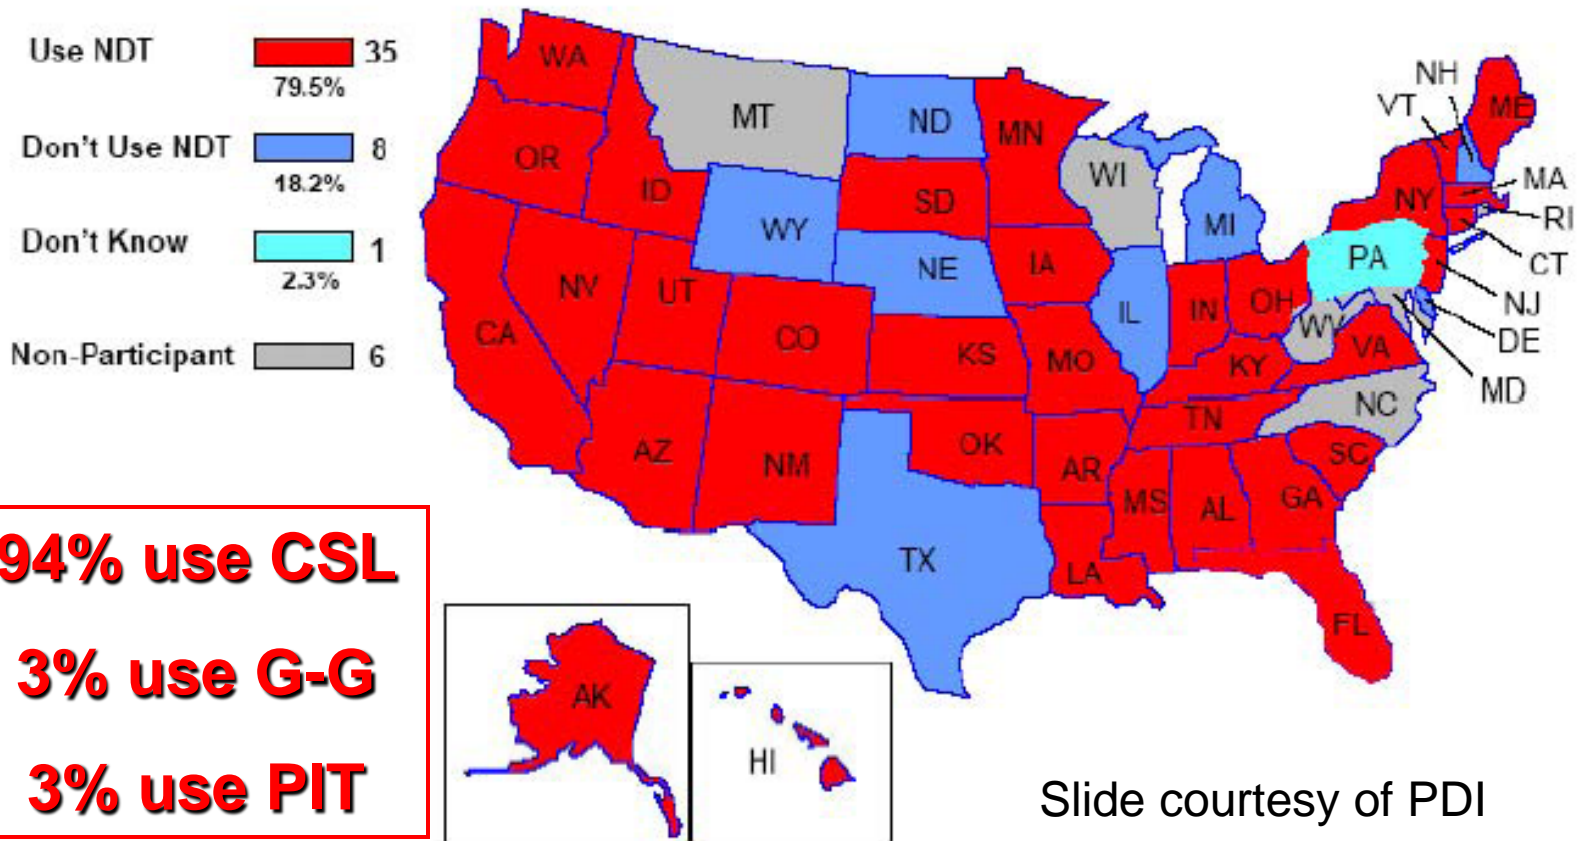 Use NDT 35
79.5%
Don't Use NDT 8
18.2%
Don't Know 1
2.3%
Non-Participant 6
94% use CSL
3% use G-G
3% use PIT
WA
MT
ND
MN
OR
ID
SD
WI
WY
MI
NE
IA
NV
UT
CA
CO
KS
MO
IL
IN
OH
KY
WV
VA
PA
NY
NH
VT
ME
MA
RI
CT
NJ
DE
MD
NC
TN
SC
AZ
NM
OK
AR
MS
AL
GA
TX
LA
FL
AK
HI
Slide courtesy of PDI